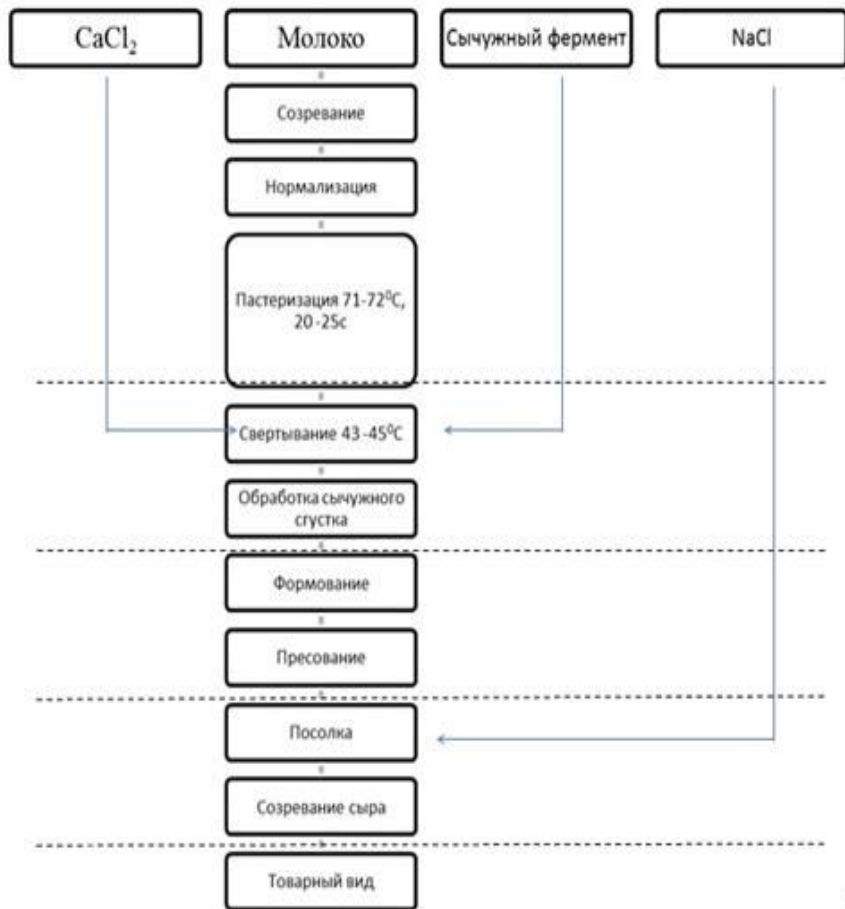 CaCl₂
Молоко
Сычужный фермент
NaCl
Созревание
Нормализация
Пастеризация 71-72⁰С,
20-25с
Свертывание 43-45⁰С
Обработка сычужного
сгустка
Формование
Пресование
Посолка
Созревание сыра
Товарный вид